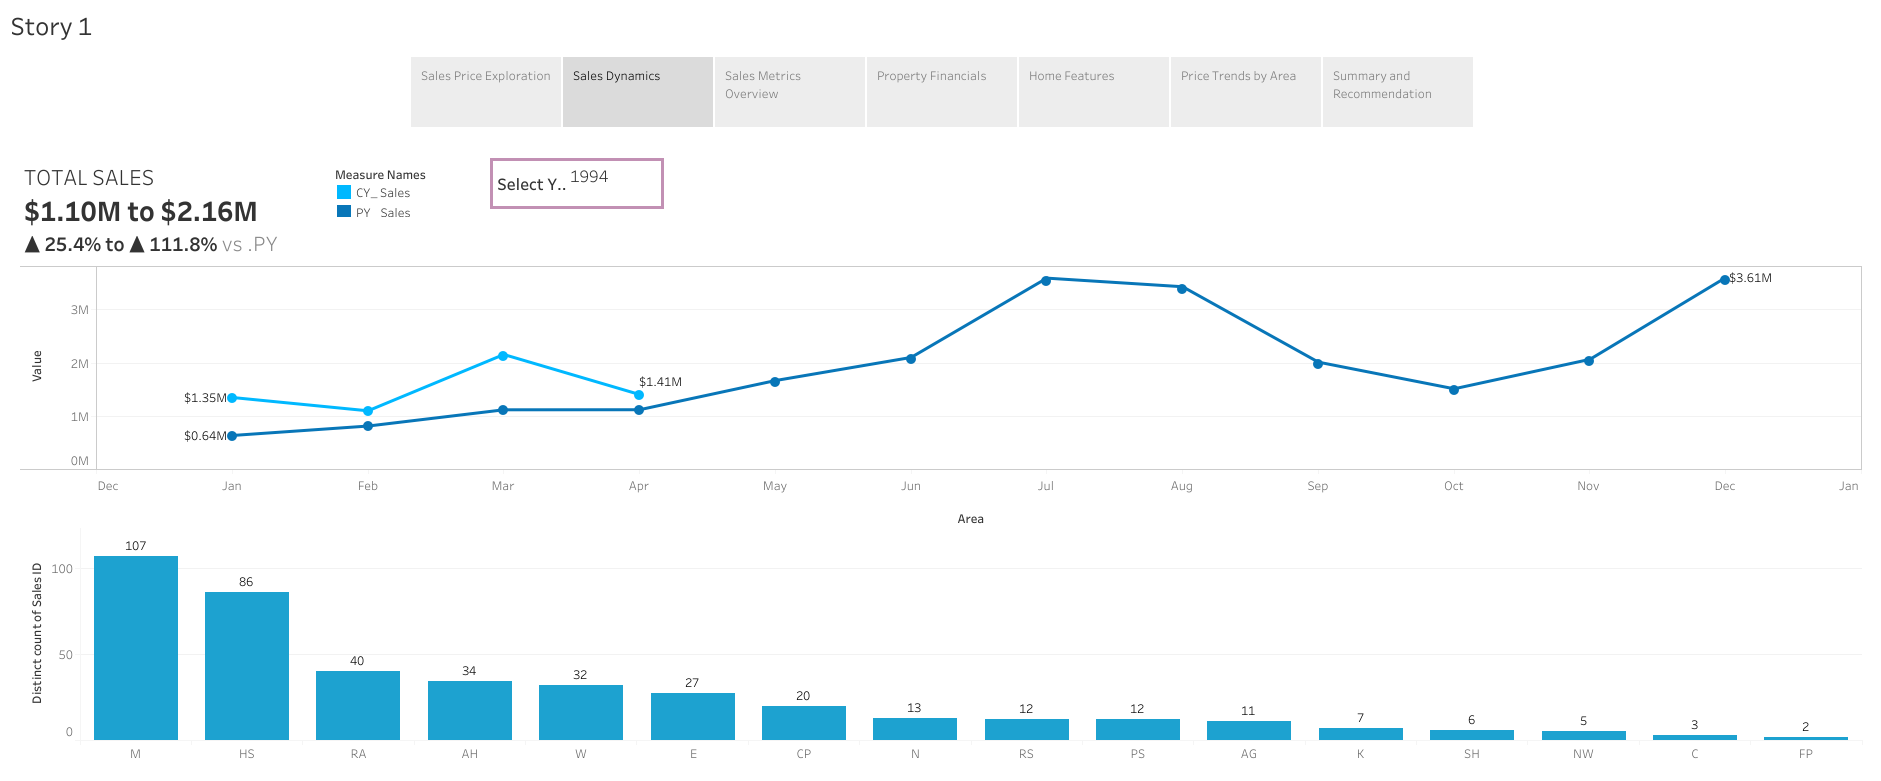 Story 1
Sales Price Exploration
Sales Dynamics
Sales Metrics
Overview
Property Financials
Home Features
Price Trends by Area
Summary and
Recommendation
TOTAL SALES
$1.10M to $2.16M
▲ 25.4% to ▲ 111.8% vs .PY
Measure Names
CY_ Sales
PY Sales
Select Y.. 1994
Value
3M
2M
1M
0M
$1.35M
$0.64M
$1.41M
$3.61M
Dec Jan Feb Mar Apr May Jun Jul Aug Sep Oct Nov Dec Jan
Area
Distinct count of Sales ID
100
50
0
107 86 40 34 32 27 20 13 12 12 11 7 6 5 3 2
M HS RA AH W E CP N RS PS AG K SH NW C FP